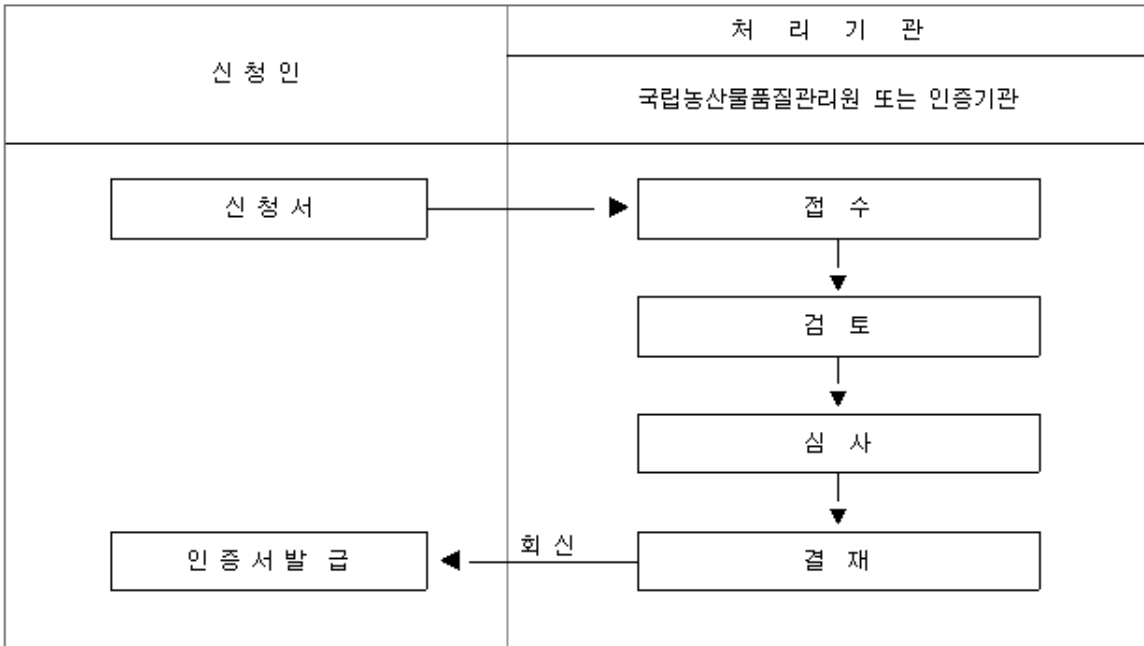 처 리 기 관
신 청 인
국립농산물품질관리원 또는 인증기관
신 청 서
접 수
검 토
심 사
회 신
인 증 서 발 급
결 재